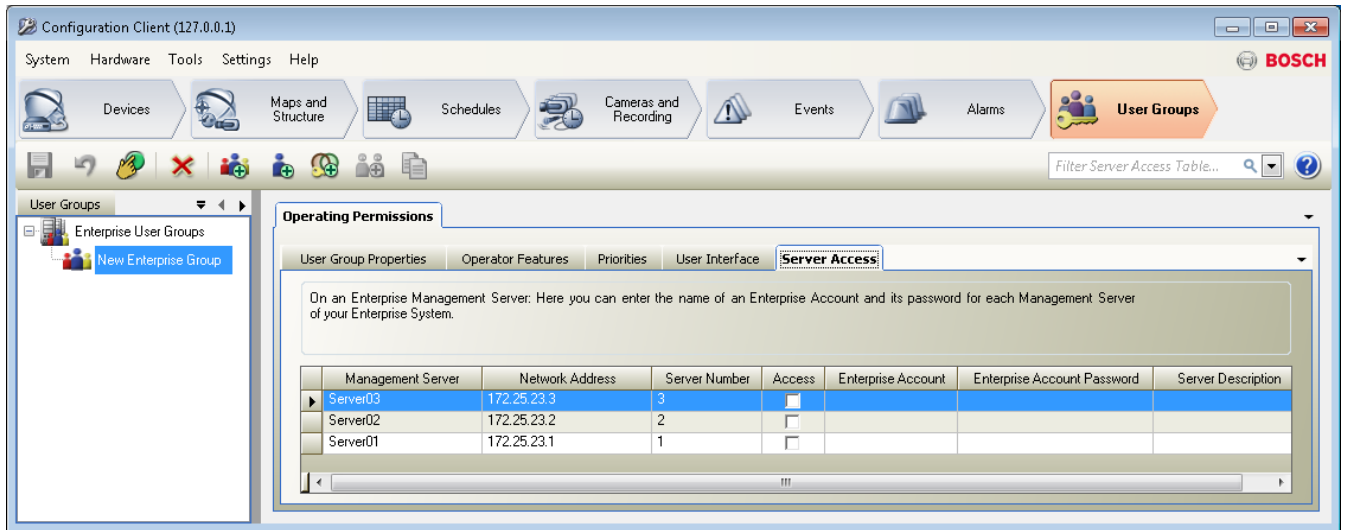 Configuration Client (127.0.0.1)
System Hardware Tools Settings Help
BOSCH
Devices
Maps and
Structure
Schedules
Cameras and
Recording
Events
Alarms
User Groups
Filter Server Access Table...
User Groups
Enterprise User Groups
New Enterprise Group
Operating Permissions
User Group Properties Operator Features Priorities User Interface Server Access
On an Enterprise Management Server: Here you can enter the name of an Enterprise Account and its password for each Management Server
of your Enterprise System.
Management Server Network Address Server Number Access Enterprise Account Enterprise Account Password Server Description
Server03 172.25.23.3 3
Server02 172.25.23.2 2
Server01 172.25.23.1 1